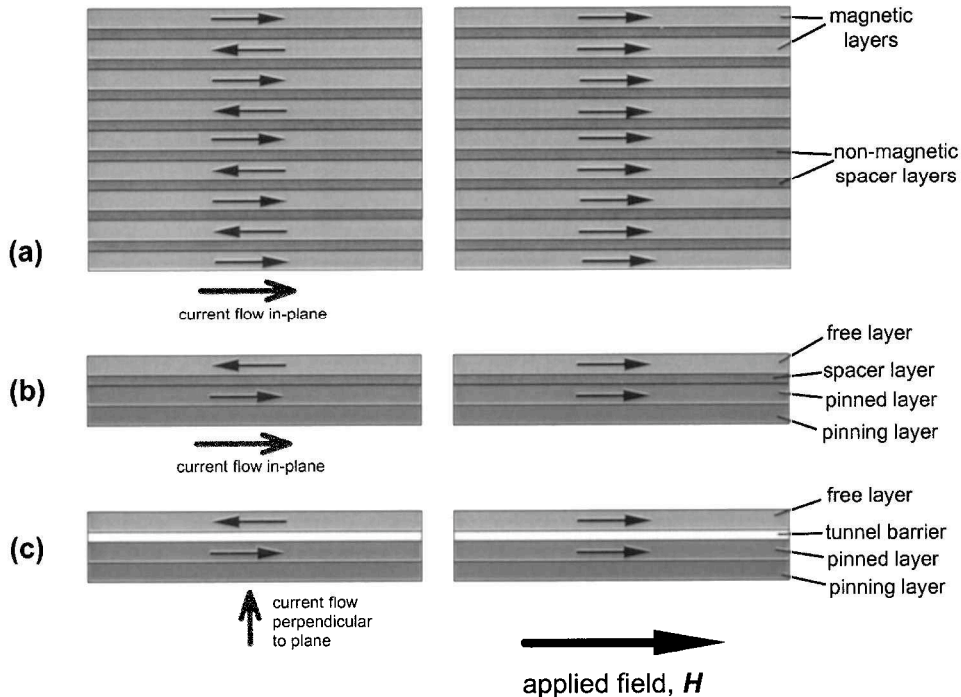 magnetic
layers
non-magnetic
spacer layers
(a)
current flow in-plane
free layer
spacer layer
(b)
pinned layer
pinning layer
current flow in-plane
free layer
tunnel barrier
(c)
pinned layer
pinning layer
current flow
perpendicular
to plane
applied field, H